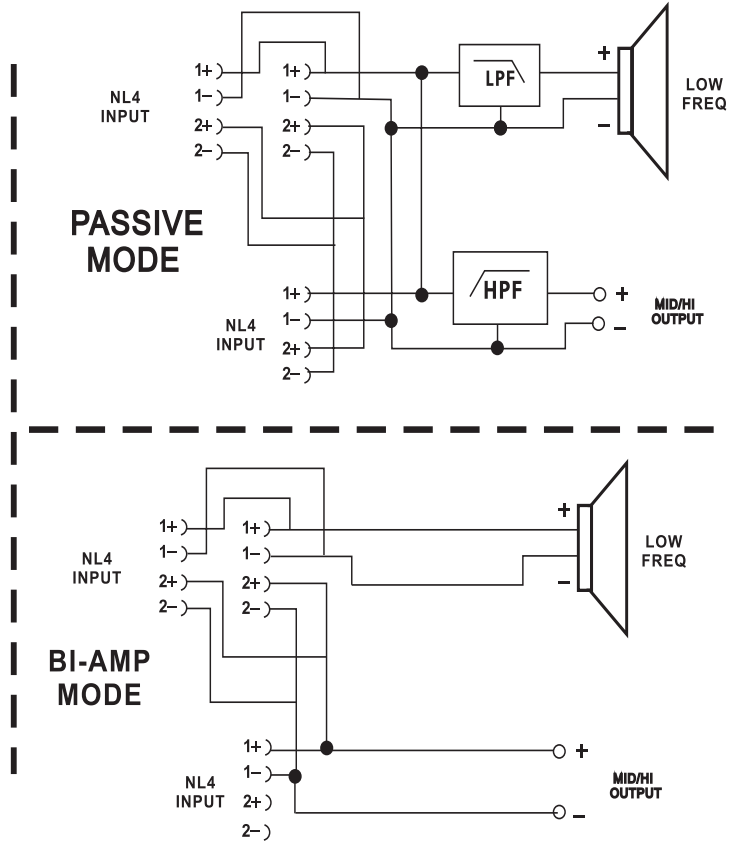 1+
1–
2+
2–
1+
1–
2+
2–
NL4
INPUT
LPF
+
–
LOW
FREQ
PASSIVE
MODE
1+
1–
2+
2–
NL4
INPUT
HPF
+
–
MID/HI
OUTPUT
1+
1–
2+
2–
1+
1–
2+
2–
NL4
INPUT
+
–
LOW
FREQ
BI-AMP
MODE
1+
1–
2+
2–
NL4
INPUT
+
–
MID/HI
OUTPUT